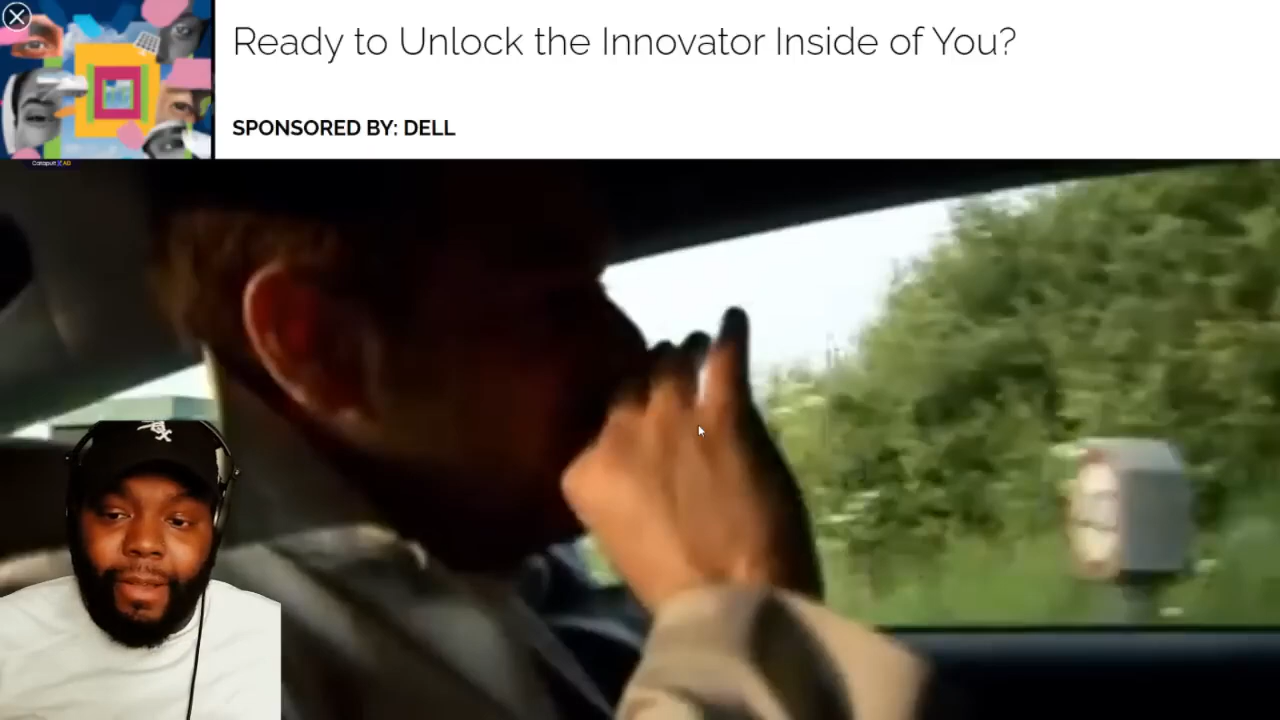 Ready to Unlock the Innovator Inside of You?
SPONSORED BY: DELL